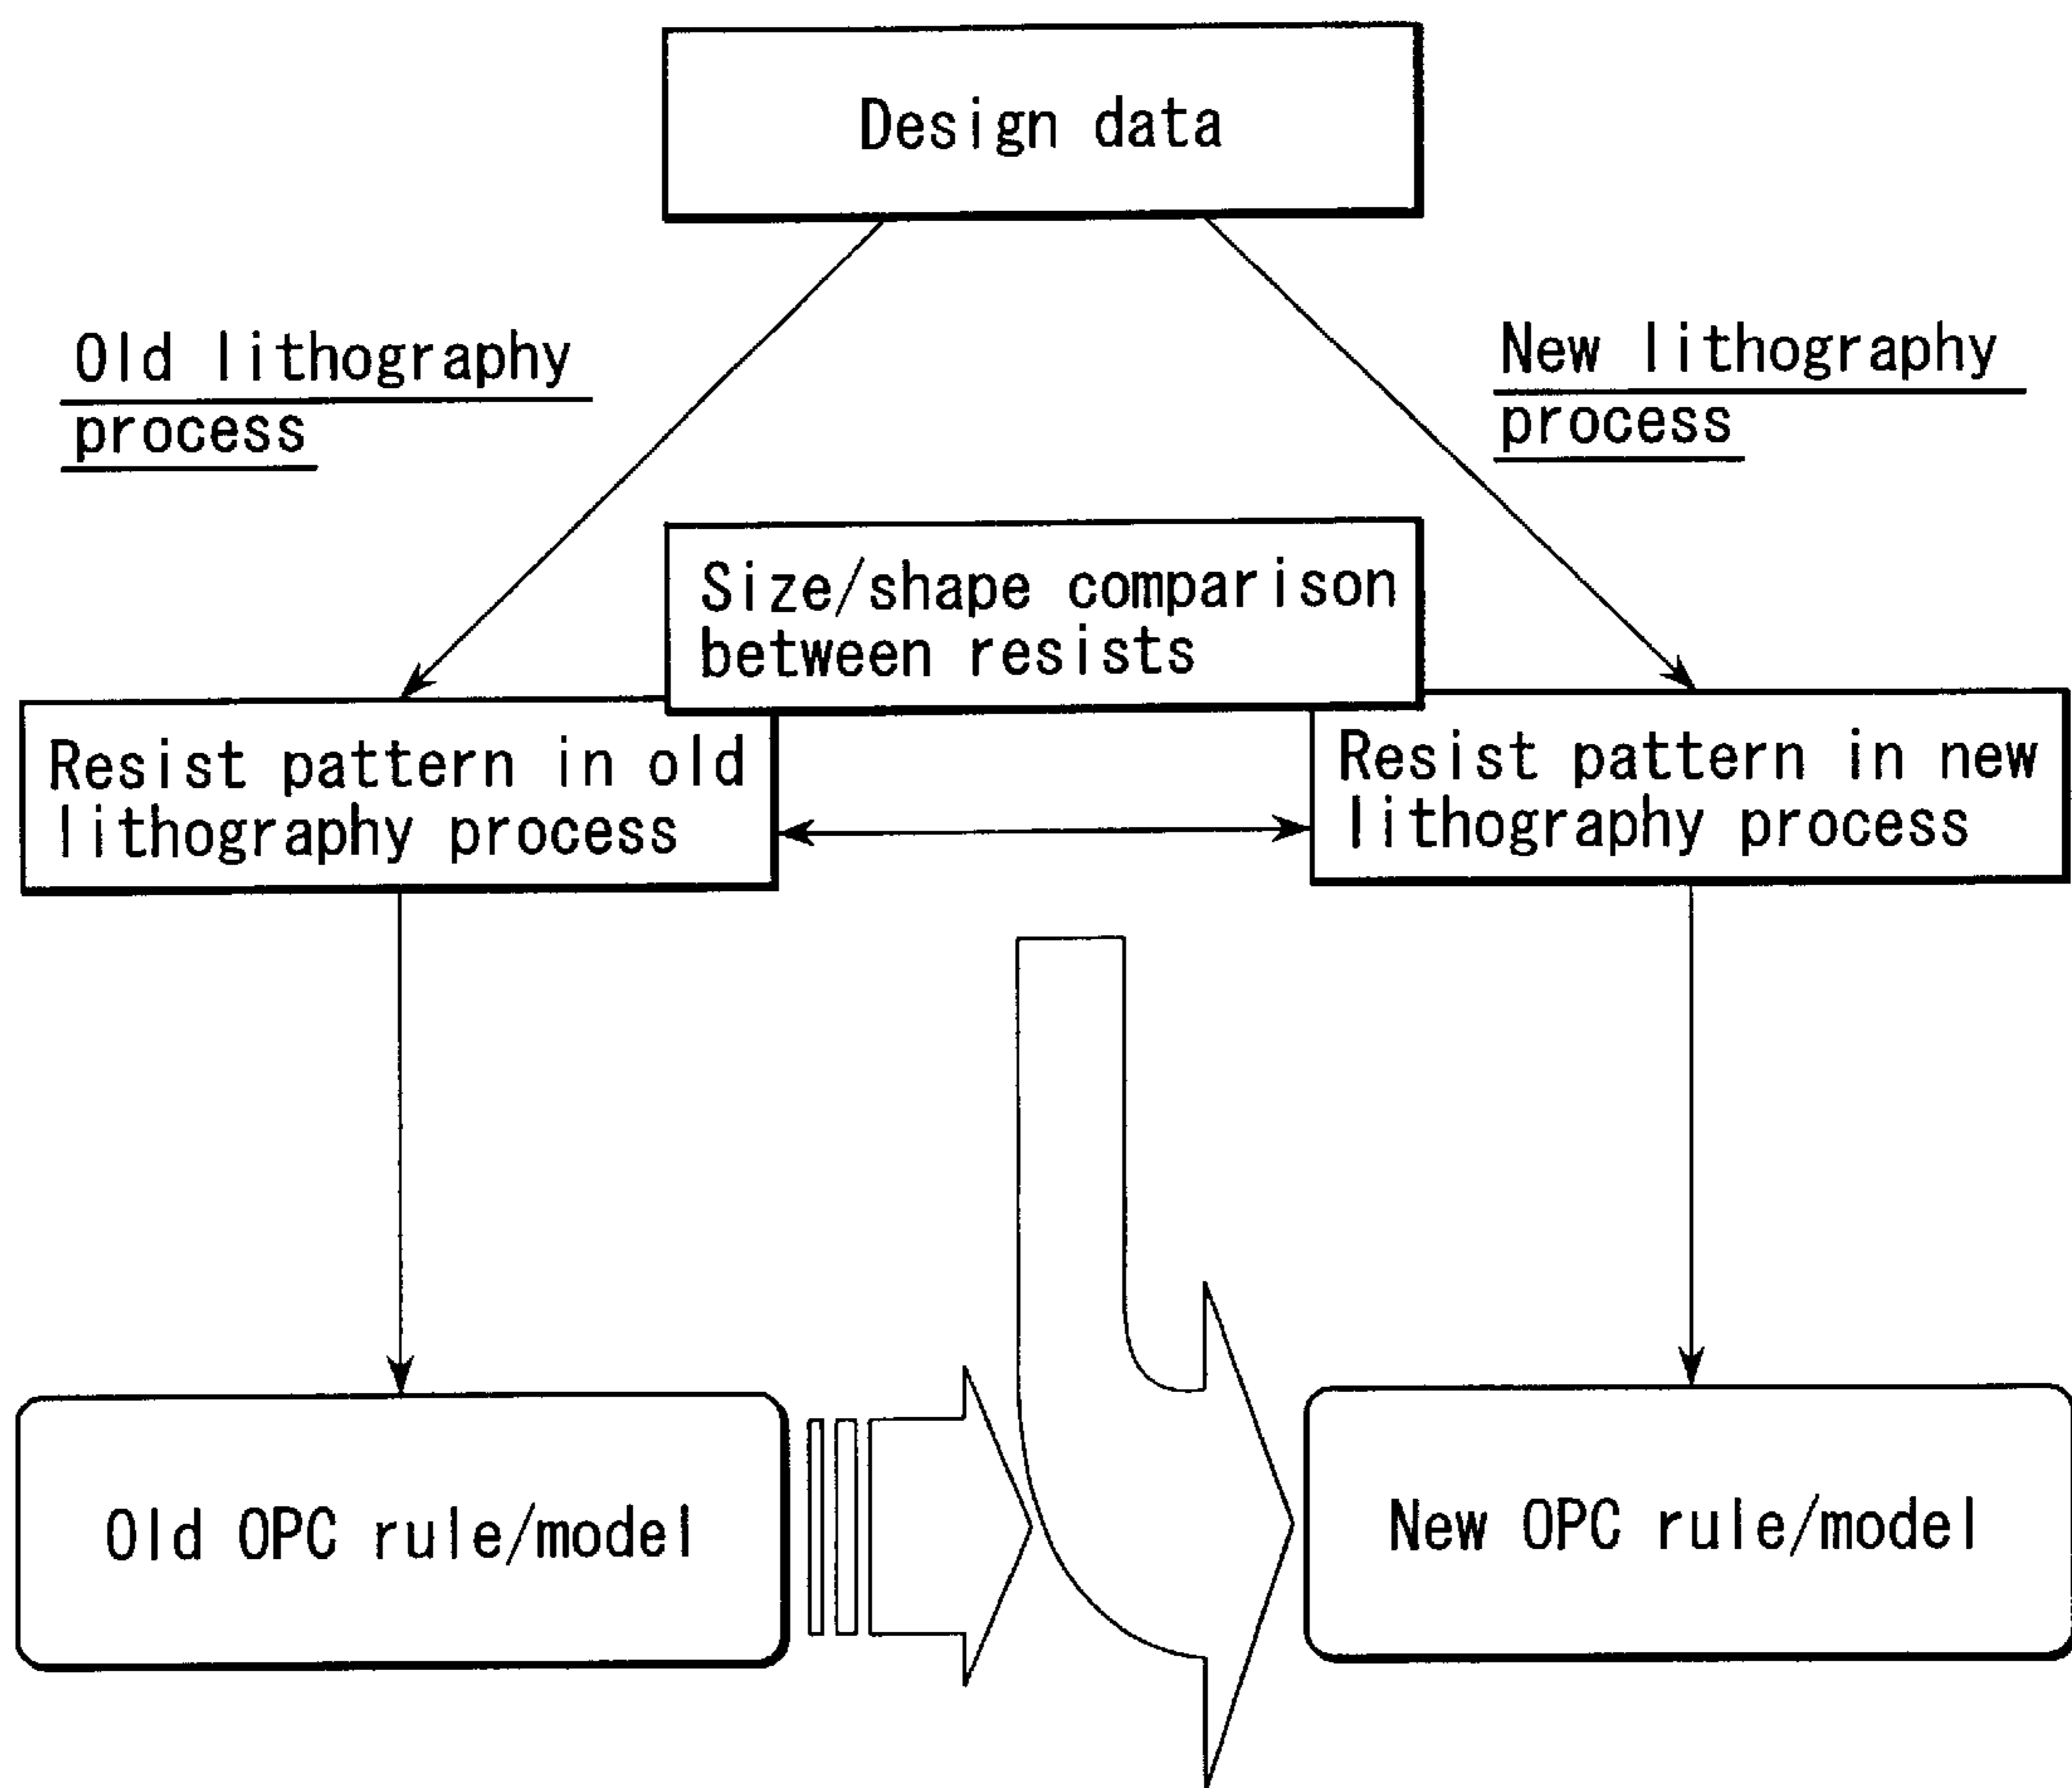 Design data
Old lithography
process
New lithography
process
Size/shape comparison
between resists
Resist pattern in old
lithography process
Resist pattern in new
lithography process
Old OPC rule/model
New OPC rule/model